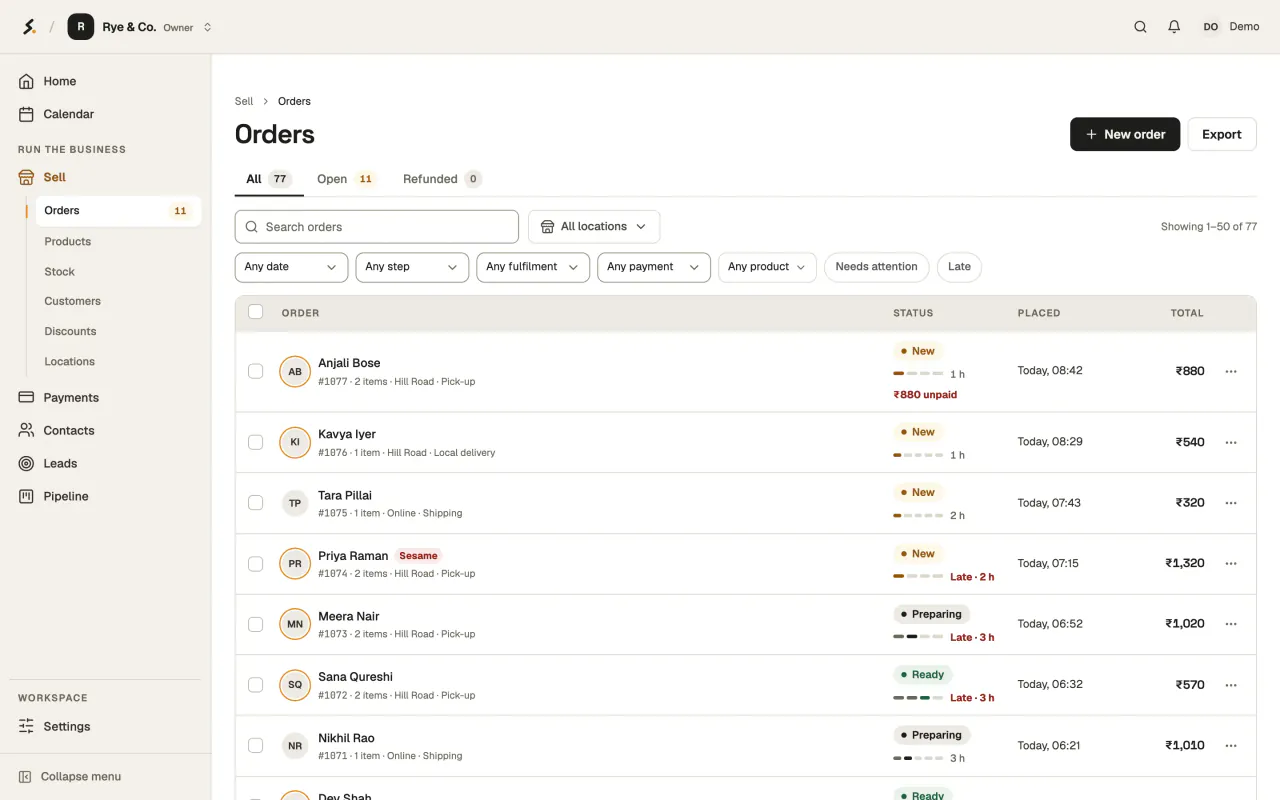 R Rye & Co. Owner
DO Demo
Home
Calendar
RUN THE BUSINESS
Sell
Orders 11
Products
Stock
Customers
Discounts
Locations
Payments
Contacts
Leads
Pipeline
WORKSPACE
Settings
Collapse menu
Sell > Orders
Orders
+ New order Export
All 77 Open 11 Refunded 0
Search orders All locations Showing 1–50 of 77
Any date Any step Any fulfilment Any payment Any product Needs attention Late
ORDER STATUS PLACED TOTAL
AB Anjali Bose
#1077 · 2 items · Hill Road · Pick-up
New
1 h
₹880 unpaid
Today, 08:42 ₹880
KI Kavya Iyer
#1076 · 1 item · Hill Road · Local delivery
New
1 h
Today, 08:29 ₹540
TP Tara Pillai
#1075 · 1 item · Online · Shipping
New
2 h
Today, 07:43 ₹320
PR Priya Raman Sesame
#1074 · 2 items · Hill Road · Pick-up
New
Late · 2 h
Today, 07:15 ₹1,320
MN Meera Nair
#1073 · 2 items · Hill Road · Pick-up
Preparing
Late · 3 h
Today, 06:52 ₹1,020
SQ Sana Qureshi
#1072 · 2 items · Hill Road · Pick-up
Ready
Late · 3 h
Today, 06:32 ₹570
NR Nikhil Rao
#1071 · 1 item · Online · Shipping
Preparing
3 h
Today, 06:21 ₹1,010
Dev Shah
Ready